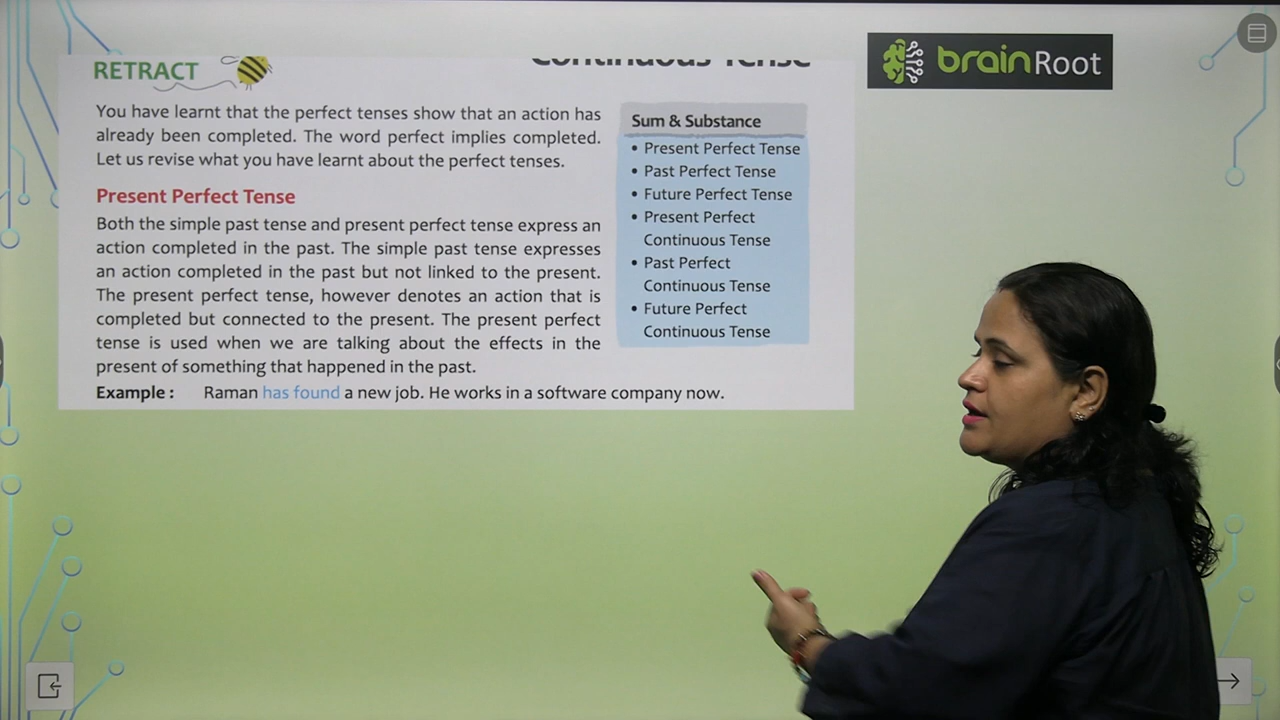 Continuous Tense
brainRoot
RETRACT
You have learnt that the perfect tenses show that an action has
already been completed. The word perfect implies completed.
Let us revise what you have learnt about the perfect tenses.
Present Perfect Tense
Both the simple past tense and present perfect tense express an
action completed in the past. The simple past tense expresses
an action completed in the past but not linked to the present.
The present perfect tense, however denotes an action that is
completed but connected to the present. The present perfect
tense is used when we are talking about the effects in the
present of something that happened in the past.
Example : Raman has found a new job. He works in a software company now.
Sum & Substance
• Present Perfect Tense
• Past Perfect Tense
• Future Perfect Tense
• Present Perfect
Continuous Tense
• Past Perfect
Continuous Tense
• Future Perfect
Continuous Tense